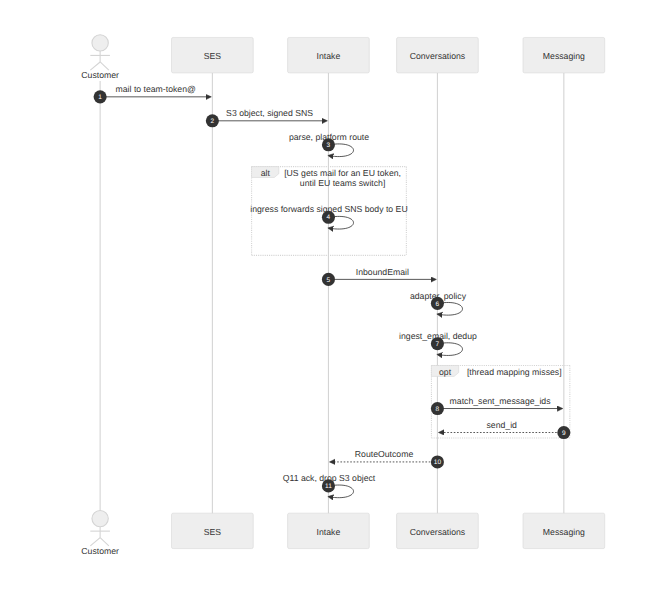 SES
Intake
Conversations
Messaging
Customer
mail to team-token@
1
S3 object, signed SNS
2
parse, platform route
3
alt
[US gets mail for an EU token,
until EU teams switch]
ingress forwards signed SNS body to EU
4
InboundEmail
5
adapter, policy
6
ingest_email, dedup
7
opt
[thread mapping misses]
match_sent_message_ids
8
send_id
9
RouteOutcome
10
Q11 ack, drop S3 object
11
SES
Intake
Conversations
Messaging
Customer